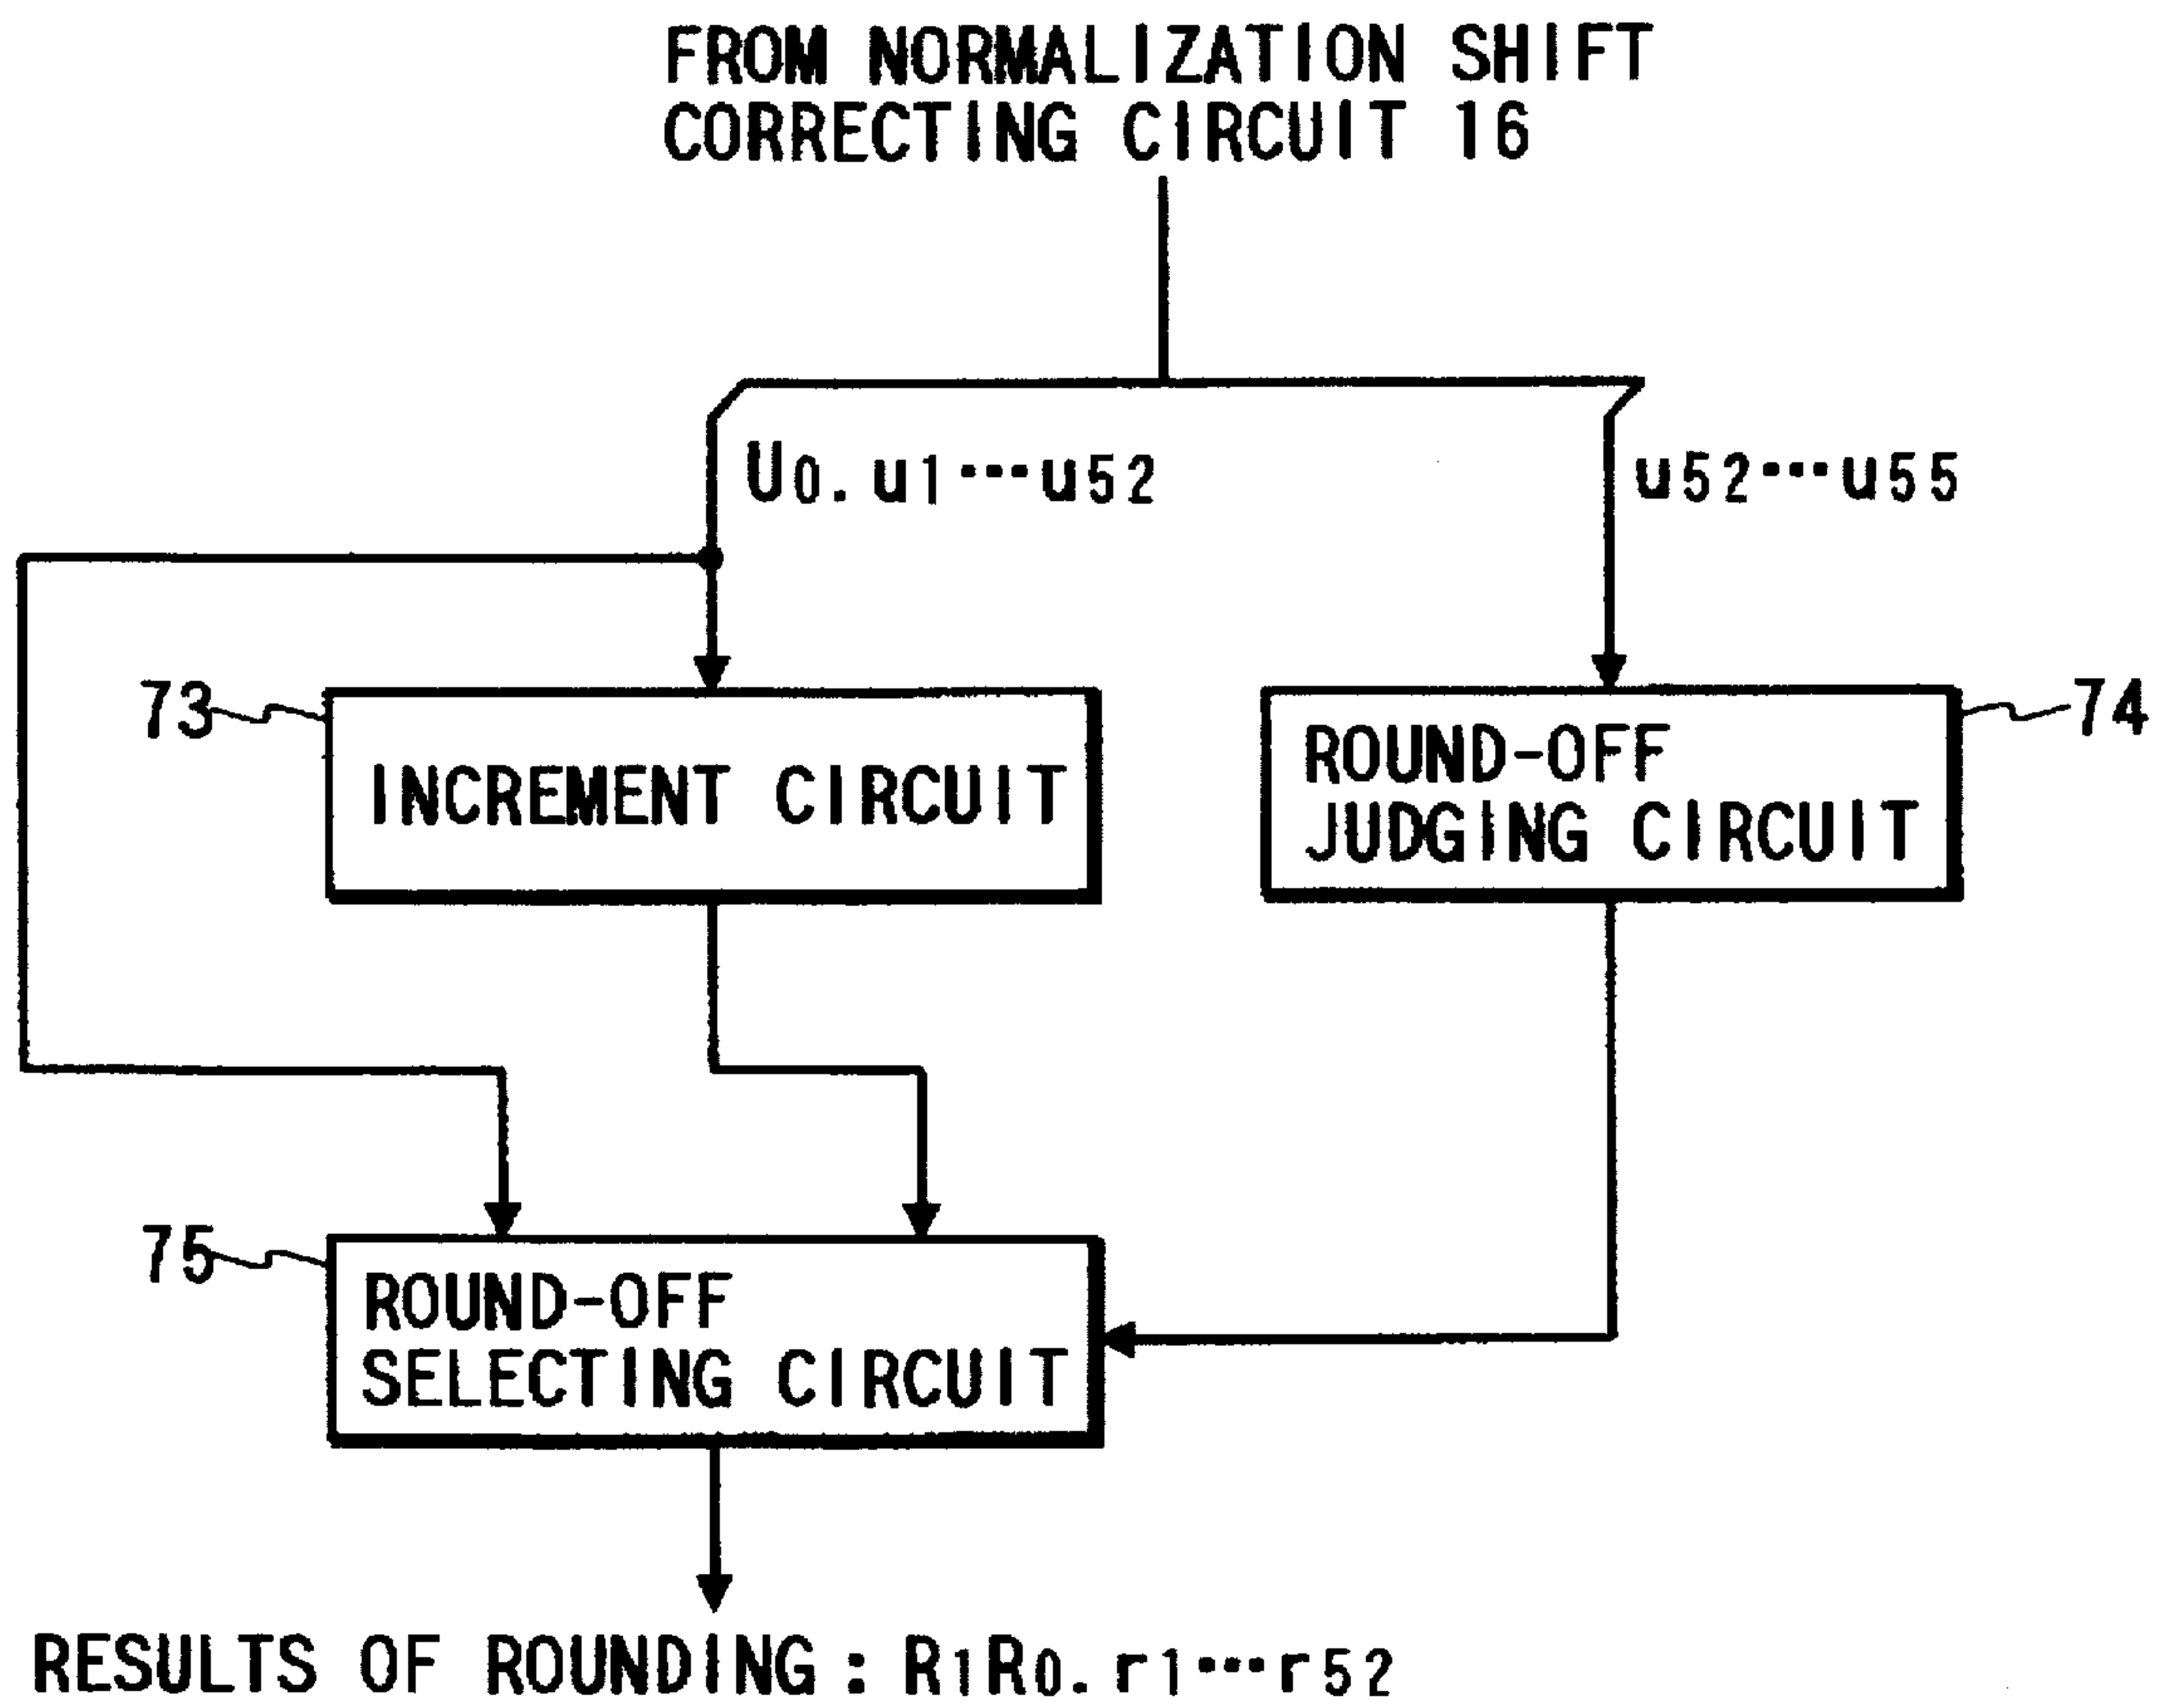 FROM NORMALIZATION SHIFT
CORRECTING CIRCUIT 16
U0.u1···u52
u52···u55
73
INCREMENT CIRCUIT
ROUND-OFF
JUDGING CIRCUIT
74
75
ROUND-OFF
SELECTING CIRCUIT
RESULTS OF ROUNDING: R1R0.r1···r52